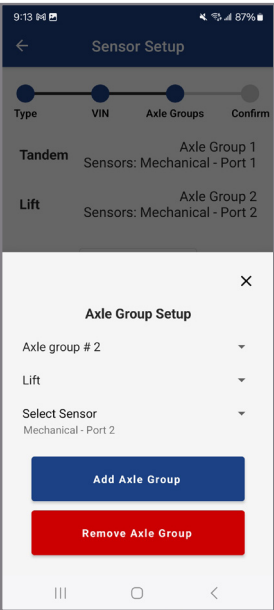 9:13
87%
Sensor Setup
Type VIN Axle Groups Confirm
Tandem Axle Group 1
Sensors: Mechanical - Port 1
Lift Axle Group 2
Sensors: Mechanical - Port 2
Axle Group Setup
Axle group # 2
Lift
Select Sensor
Mechanical - Port 2
Add Axle Group
Remove Axle Group